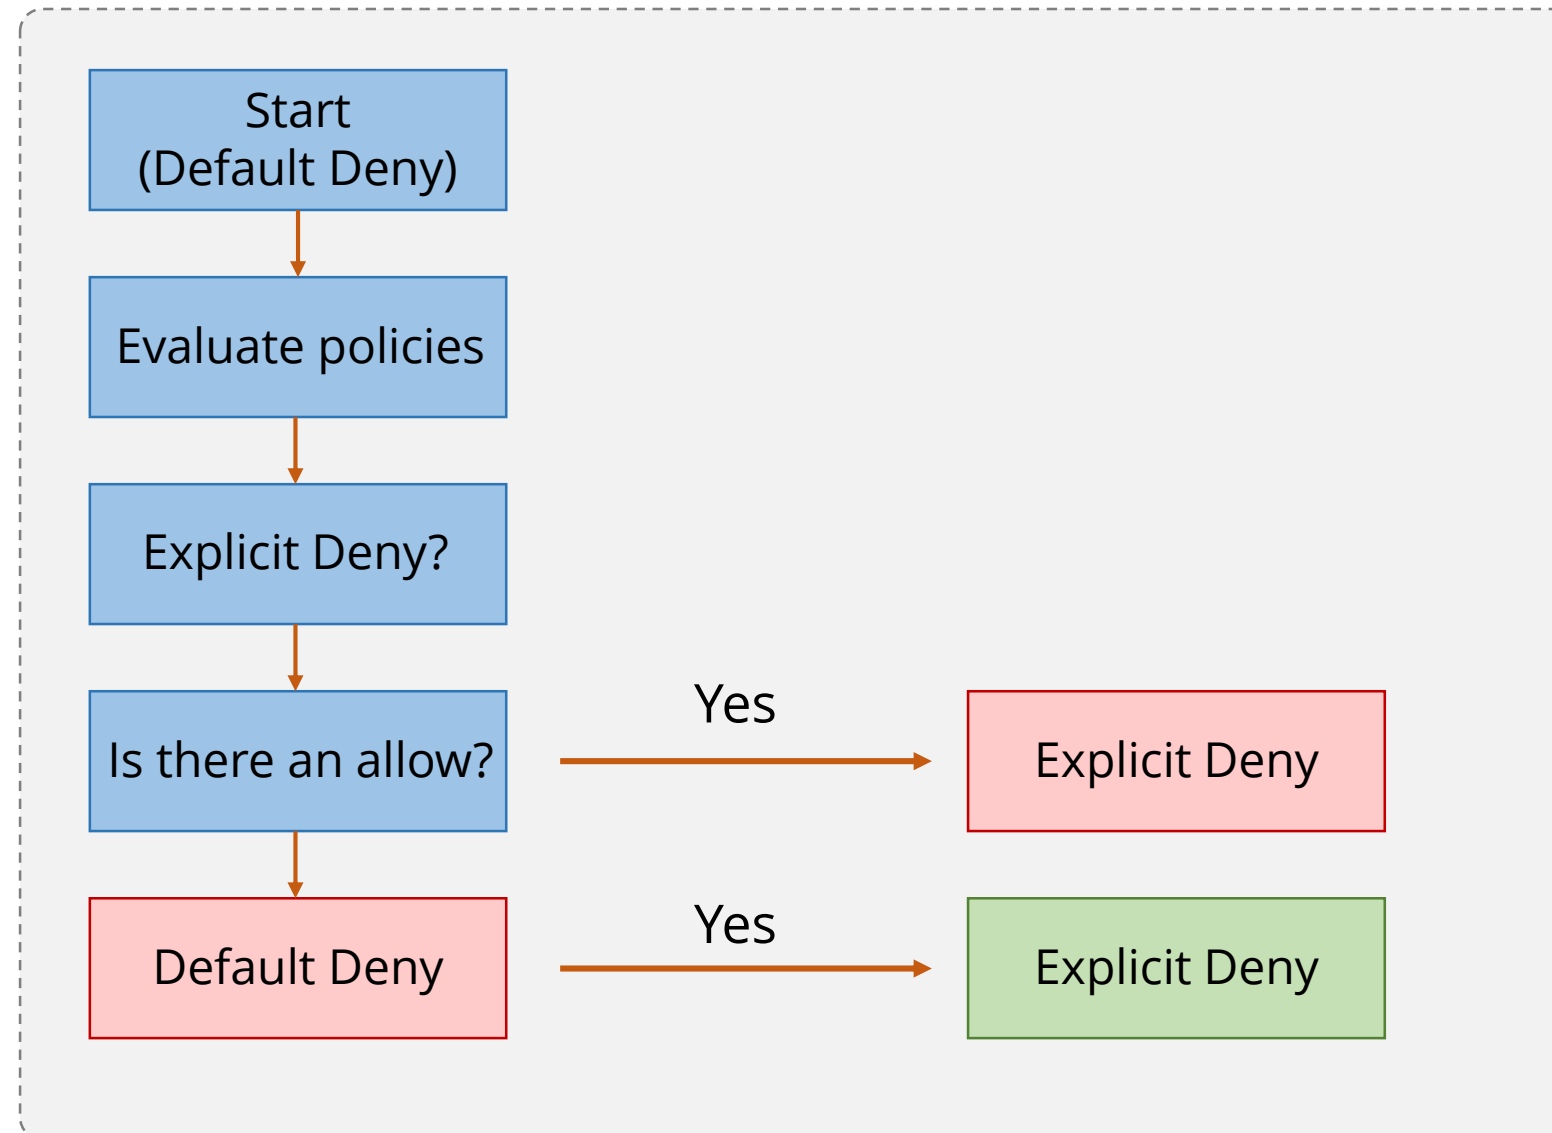 Start
(Default Deny)
Evaluate policies
Explicit Deny?
Is there an allow?
Yes
Explicit Deny
Default Deny
Yes
Explicit Deny